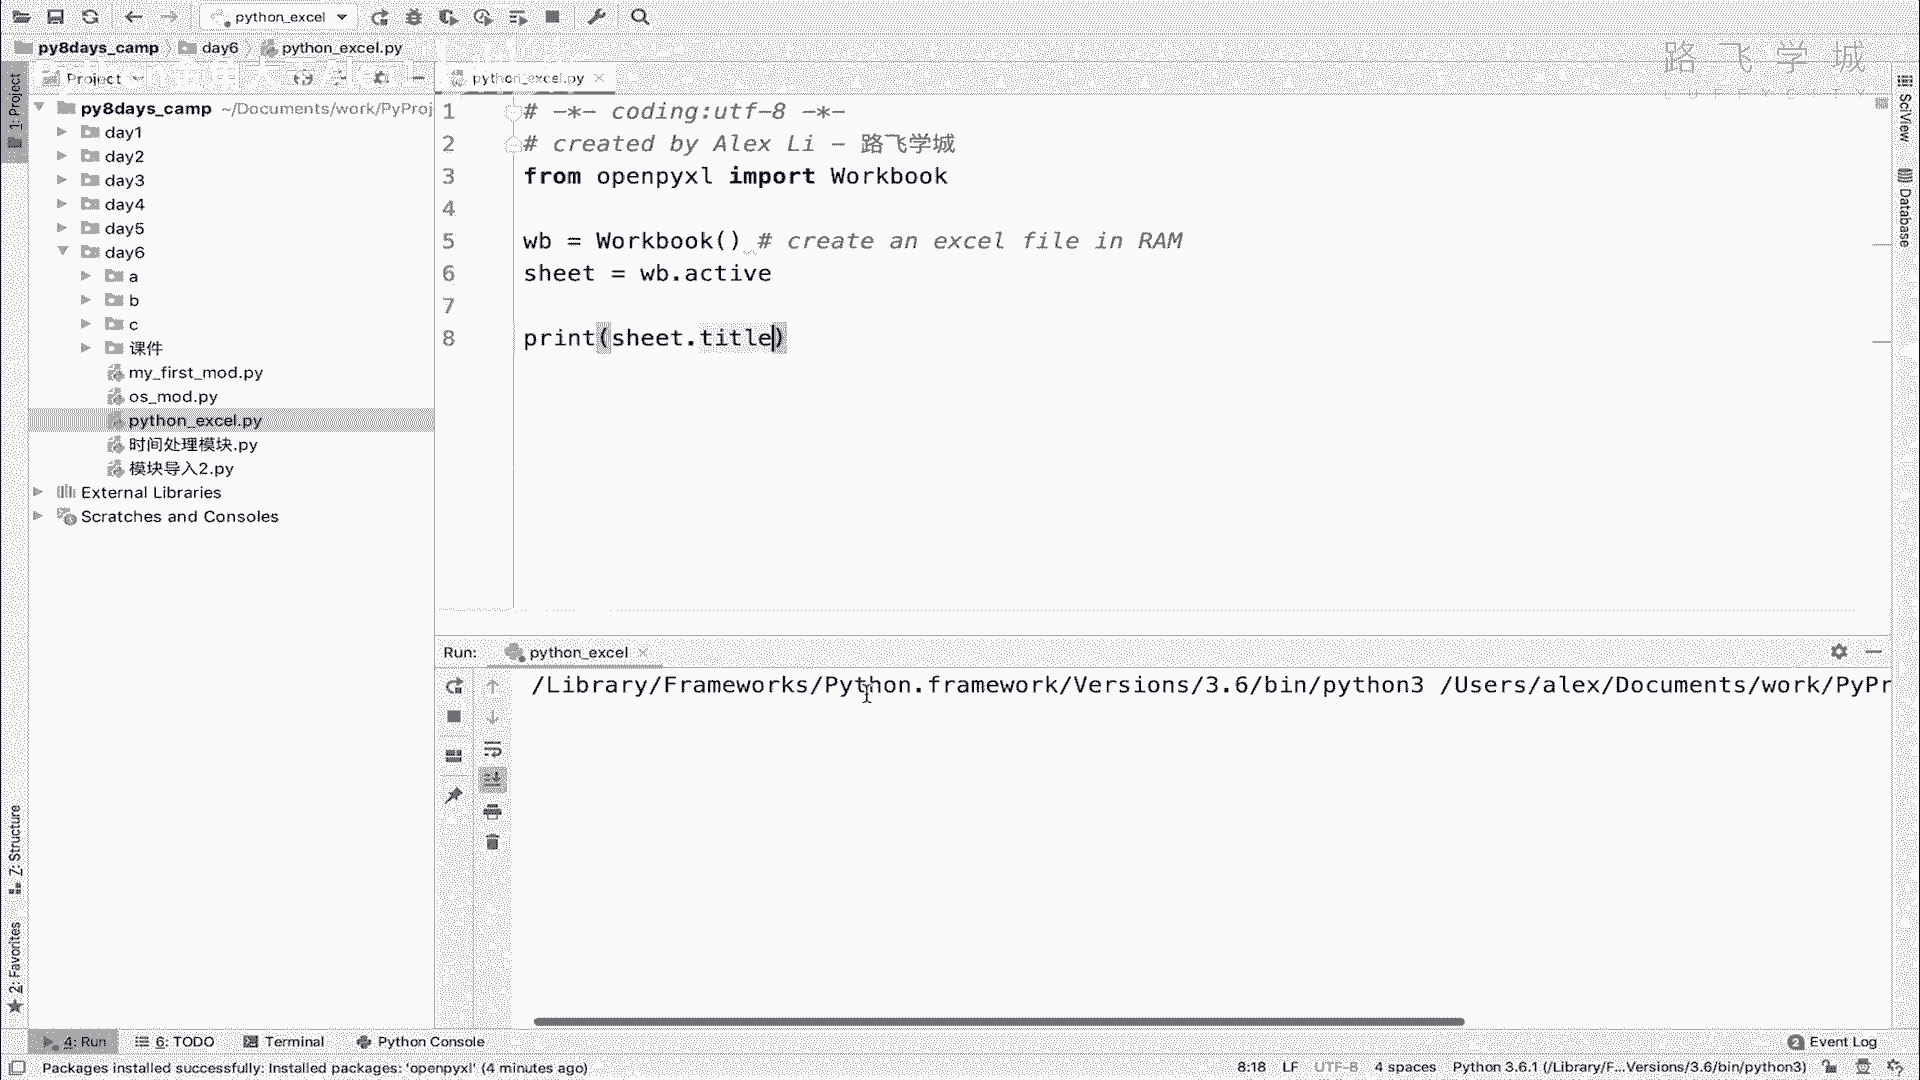 python_excel
py8days_camp
day6
python_excel.py
路飞学城
1: Project
Project
python_excel.py
py8days_camp ~/Documents/work/PyProj
day1
day2
day3
day4
day5
day6
a
b
c
课件
my_first_mod.py
os_mod.py
python_excel.py
时间处理模块.py
模块导入2.py
External Libraries
Scratches and Consoles
1 # -*- coding:utf-8 -*-
2 # created by Alex Li - 路飞学城
3 from openpyxl import Workbook
4
5 wb = Workbook() # create an excel file in RAM
6 sheet = wb.active
7
8 print(sheet.title)
SciView
Database
Run: python_excel
/Library/Frameworks/Python.framework/Versions/3.6/bin/python3 /Users/alex/Documents/work/PyPr
Z: Structure
2: Favorites
4: Run
6: TODO
Terminal
Python Console
2 Event Log
Packages installed successfully: Installed packages: 'openpyxl' (4 minutes ago)
8:18 LF UTF-8 4 spaces Python 3.6.1 (/Library/F...Versions/3.6/bin/python3)